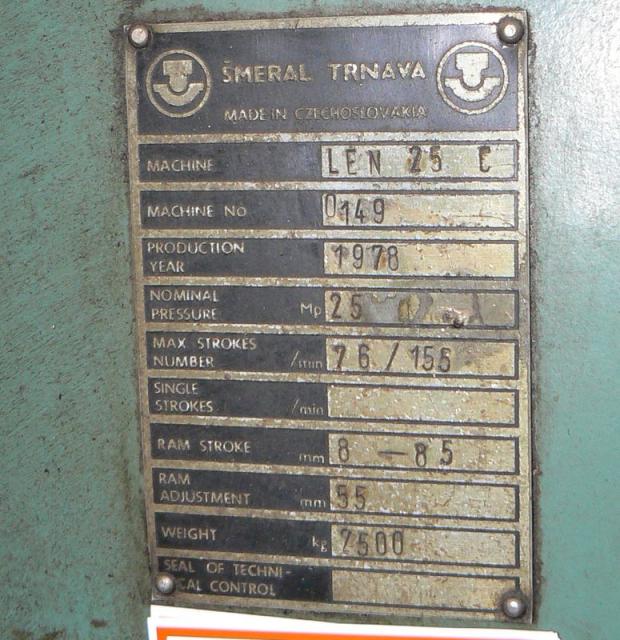 ŠMERAL TRNAVA
MADE IN CZECHOSLOVAKIA
MACHINE LEN 25 C
MACHINE NO 0149
PRODUCTION
YEAR 1978
NOMINAL
PRESSURE Mp 25
MAX STROKES
NUMBER /min 76/155
SINGLE
STROKES /min
RAM STROKE mm 8 — 85
RAM
ADJUSTMENT mm 55
WEIGHT kg 2500
SEAL OF TECHNI-
CAL CONTROL